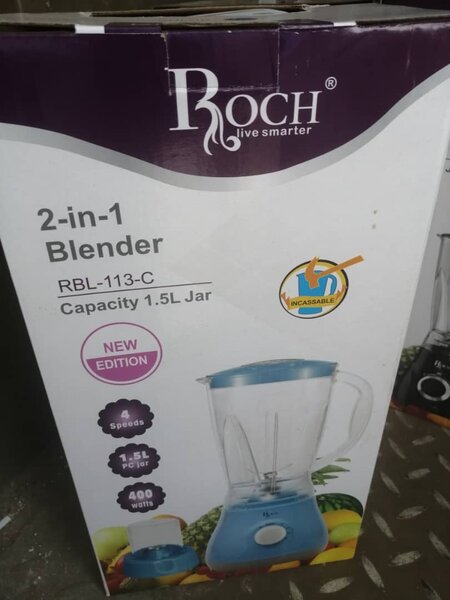 ROCH®
live smarter
2-in-1
Blender
RBL-113-C
Capacity 1.5L Jar
INCASSABLE
NEW
EDITION
4
Speeds
1.5L
PC jar
400
watts